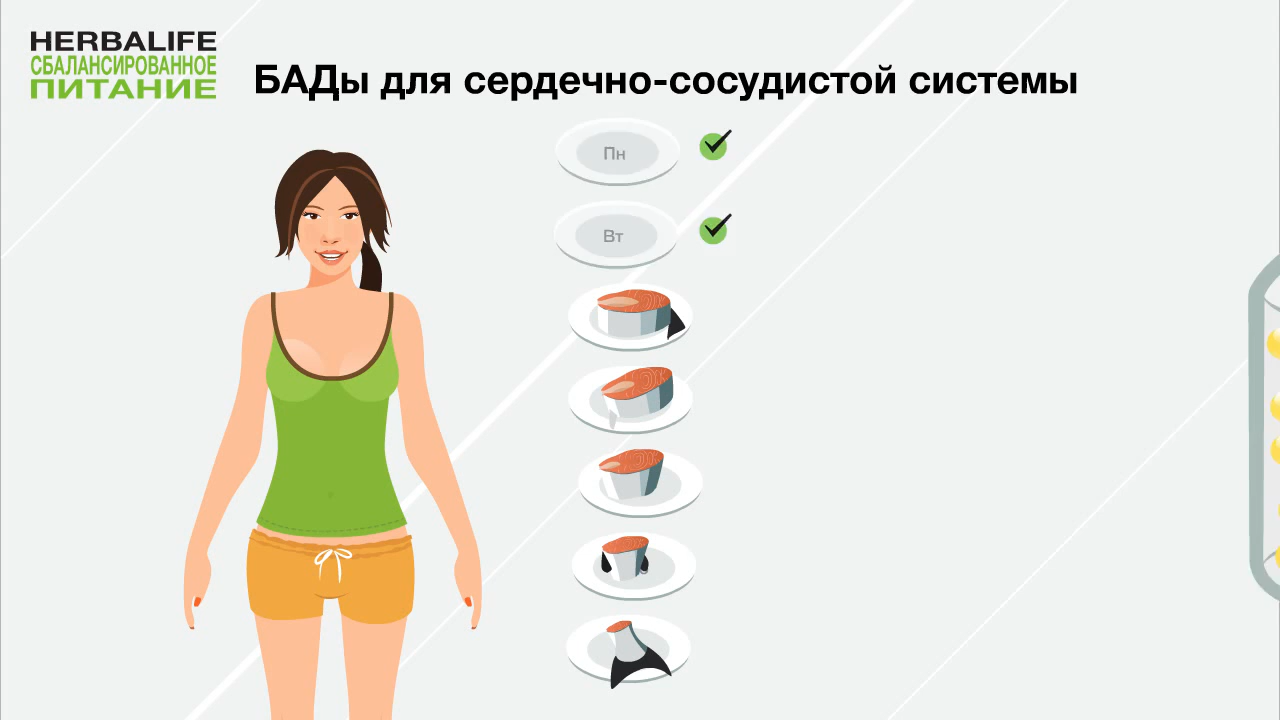 HERBALIFE
СБАЛАНСИРОВАННОЕ
ПИТАНИЕ
БАДы для сердечно-сосудистой системы
Пн
Вт